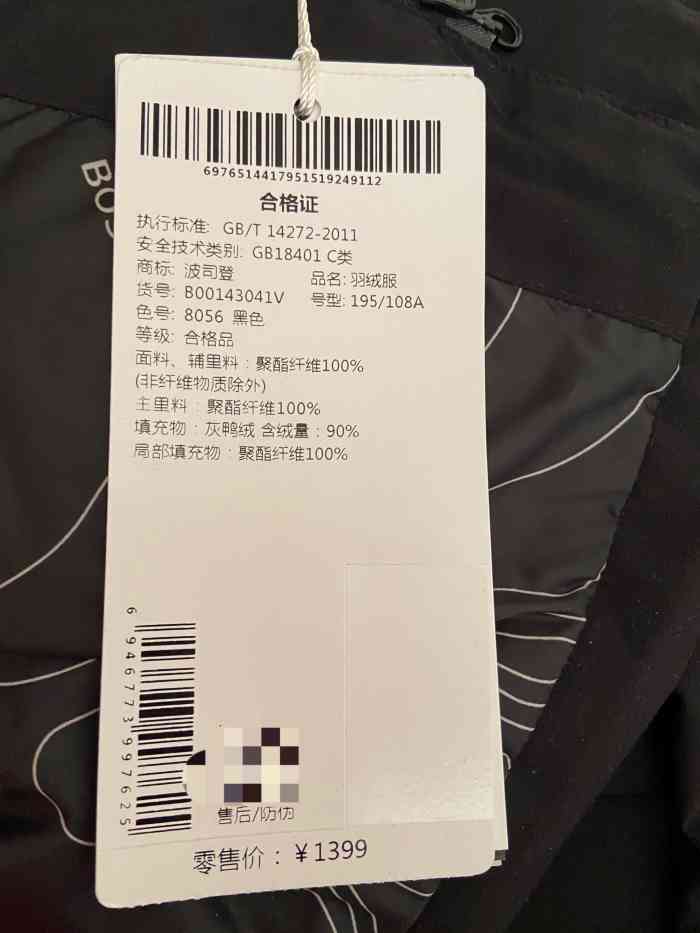 BOS
6976514417951519249112
合格证
执行标准: GB/T 14272-2011
安全技术类别: GB18401 C类
商标: 波司登 品名: 羽绒服
货号: B00143041V 号型: 195/108A
色号: 8056 黑色
等级: 合格品
面料、辅里料：聚酯纤维100%
(非纤维物质除外)
主里料：聚酯纤维100%
填充物：灰鸭绒 含绒量：90%
局部填充物：聚酯纤维100%
6946773997625
售后/防伪
零售价：￥1399